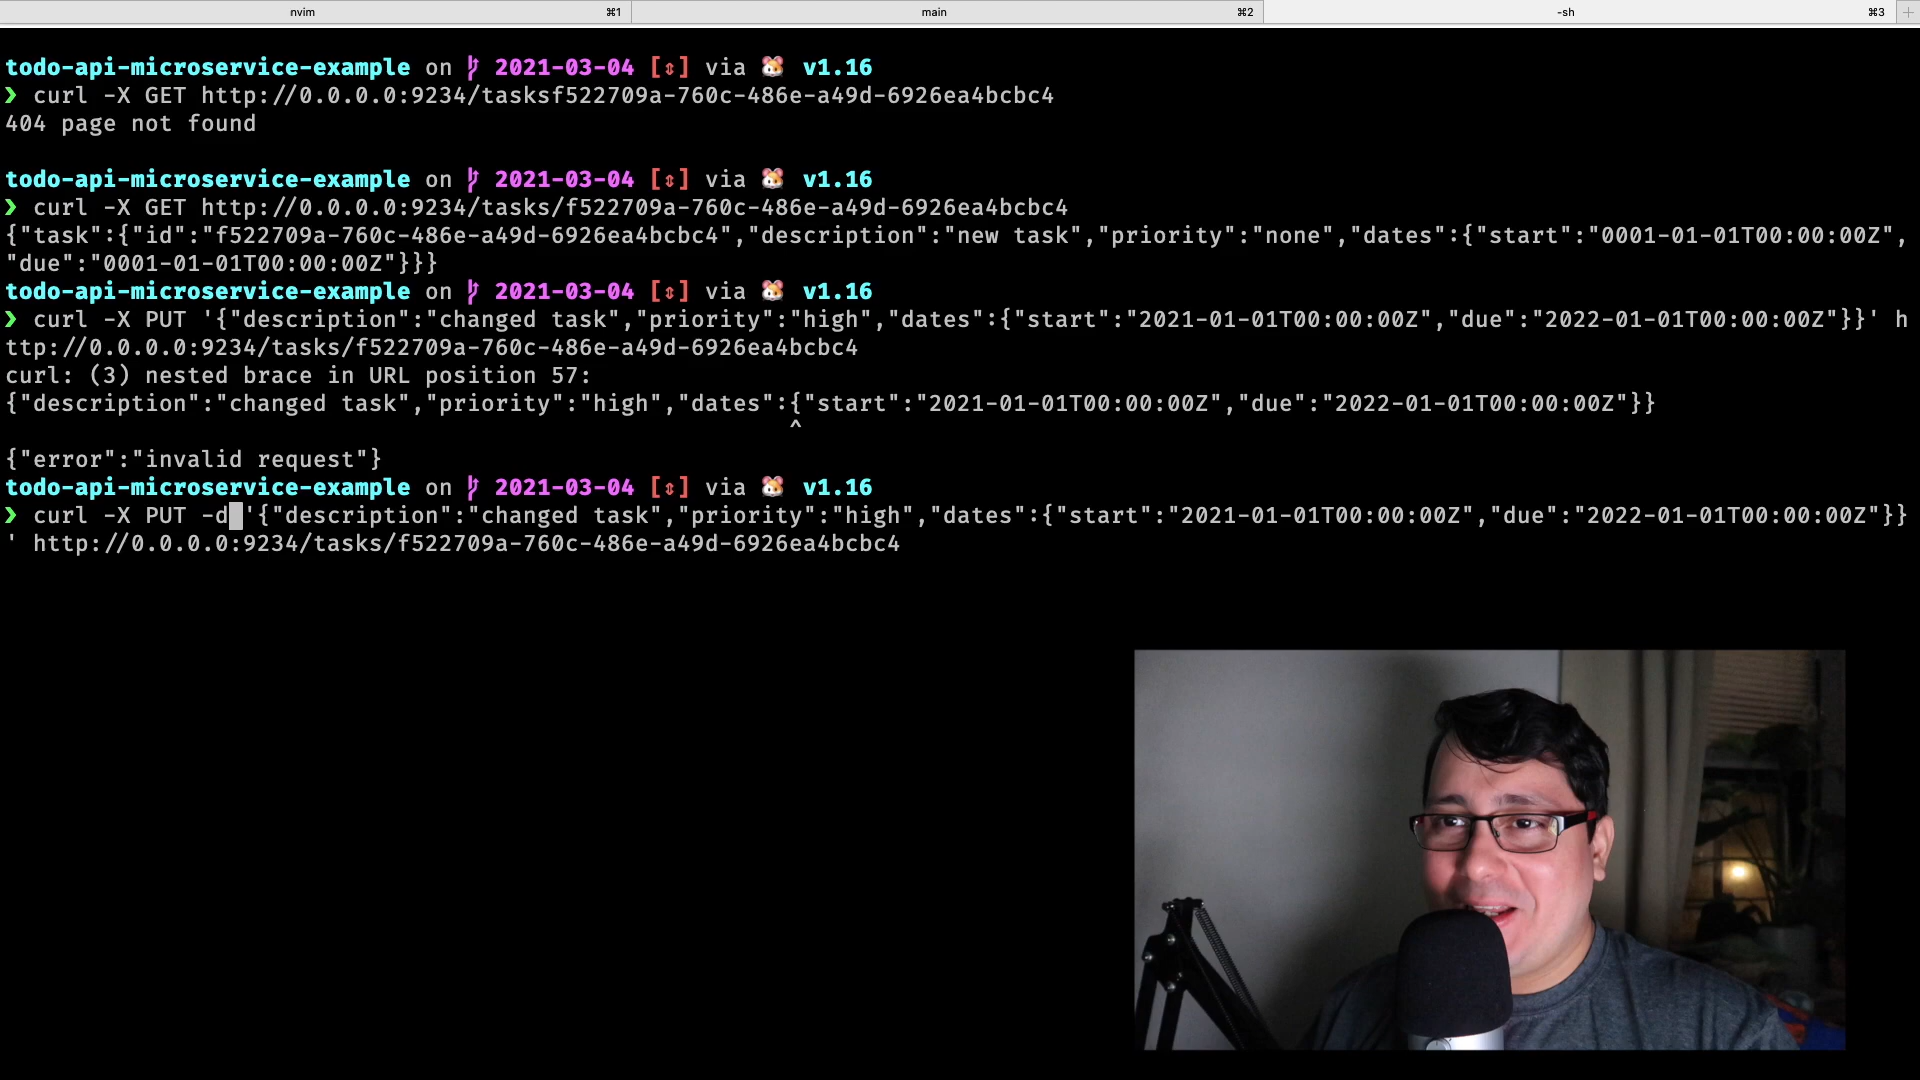 nvim ⌘1 main ⌘2 -sh ⌘3 +
todo-api-microservice-example on 2021-03-04 [⇕] via 🐹 v1.16
❯ curl -X GET http://0.0.0.0:9234/tasksf522709a-760c-486e-a49d-6926ea4bcbc4
404 page not found
todo-api-microservice-example on 2021-03-04 [⇕] via 🐹 v1.16
❯ curl -X GET http://0.0.0.0:9234/tasks/f522709a-760c-486e-a49d-6926ea4bcbc4
{"task":{"id":"f522709a-760c-486e-a49d-6926ea4bcbc4","description":"new task","priority":"none","dates":{"start":"0001-01-01T00:00:00Z",
"due":"0001-01-01T00:00:00Z"}}}
todo-api-microservice-example on 2021-03-04 [⇕] via 🐹 v1.16
❯ curl -X PUT '{"description":"changed task","priority":"high","dates":{"start":"2021-01-01T00:00:00Z","due":"2022-01-01T00:00:00Z"}}' h
ttp://0.0.0.0:9234/tasks/f522709a-760c-486e-a49d-6926ea4bcbc4
curl: (3) nested brace in URL position 57:
{"description":"changed task","priority":"high","dates":{"start":"2021-01-01T00:00:00Z","due":"2022-01-01T00:00:00Z"}}
^
{"error":"invalid request"}
todo-api-microservice-example on 2021-03-04 [⇕] via 🐹 v1.16
❯ curl -X PUT -d '{"description":"changed task","priority":"high","dates":{"start":"2021-01-01T00:00:00Z","due":"2022-01-01T00:00:00Z"}}
' http://0.0.0.0:9234/tasks/f522709a-760c-486e-a49d-6926ea4bcbc4